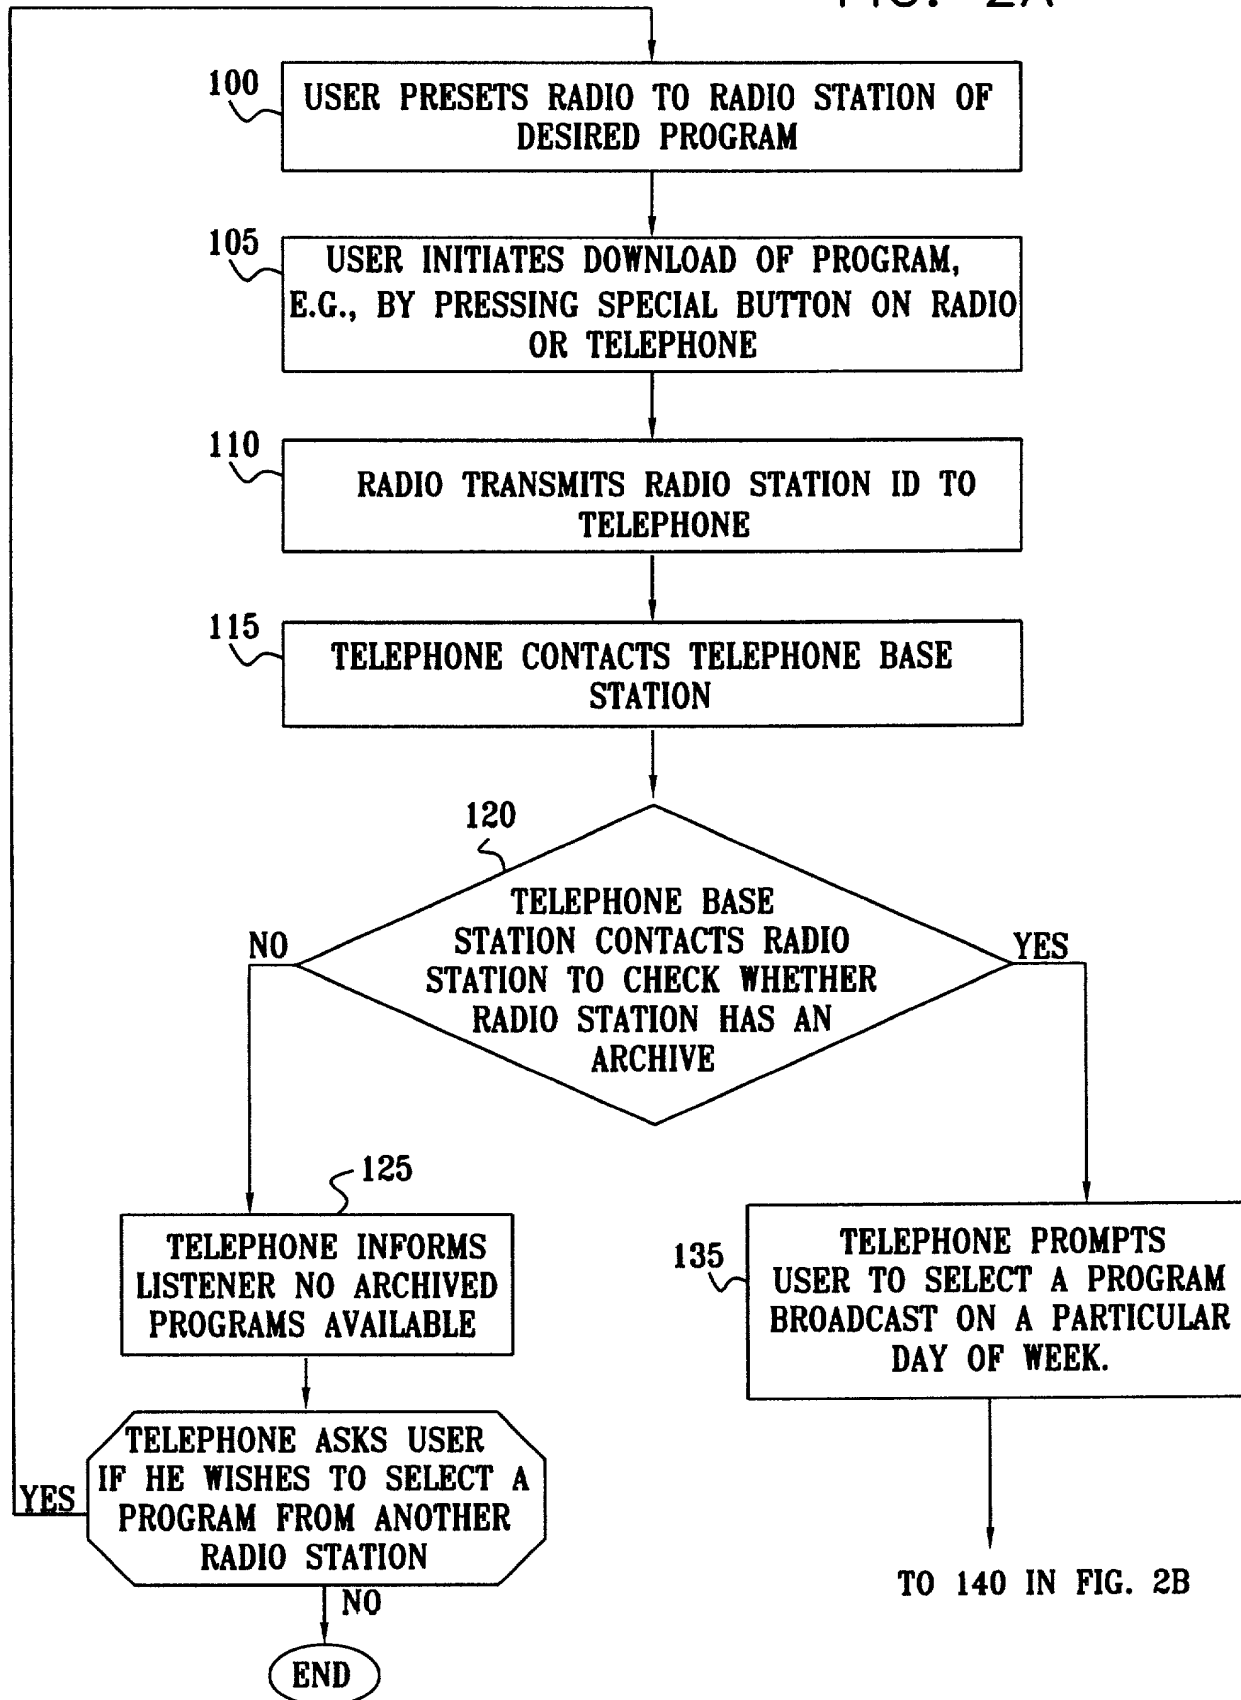 FIG. 2A
100
USER PRESETS RADIO TO RADIO STATION OF
DESIRED PROGRAM
105
USER INITIATES DOWNLOAD OF PROGRAM,
E.G., BY PRESSING SPECIAL BUTTON ON RADIO
OR TELEPHONE
110
RADIO TRANSMITS RADIO STATION ID TO
TELEPHONE
115
TELEPHONE CONTACTS TELEPHONE BASE
STATION
120
TELEPHONE BASE
STATION CONTACTS RADIO
STATION TO CHECK WHETHER
RADIO STATION HAS AN
ARCHIVE
NO
YES
125
TELEPHONE INFORMS
LISTENER NO ARCHIVED
PROGRAMS AVAILABLE
135
TELEPHONE PROMPTS
USER TO SELECT A PROGRAM
BROADCAST ON A PARTICULAR
DAY OF WEEK.
TELEPHONE ASKS USER
IF HE WISHES TO SELECT A
PROGRAM FROM ANOTHER
RADIO STATION
YES
NO
END
TO 140 IN FIG. 2B